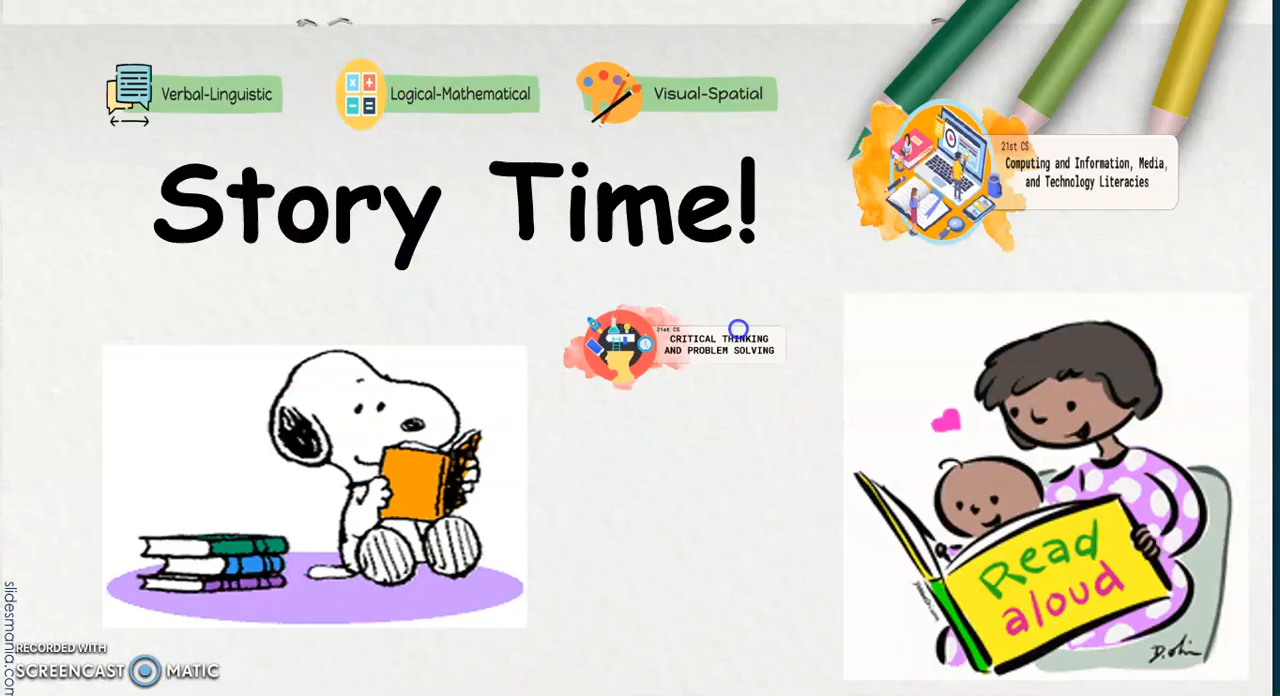 Verbal-Linguistic
Logical-Mathematical
Visual-Spatial
21st CS
Computing and Information, Media,
and Technology Literacies
Story Time!
21st CS
CRITICAL THINKING
AND PROBLEM SOLVING
Read
aloud
slidesmania.com
RECORDED WITH
SCREENCAST MATIC